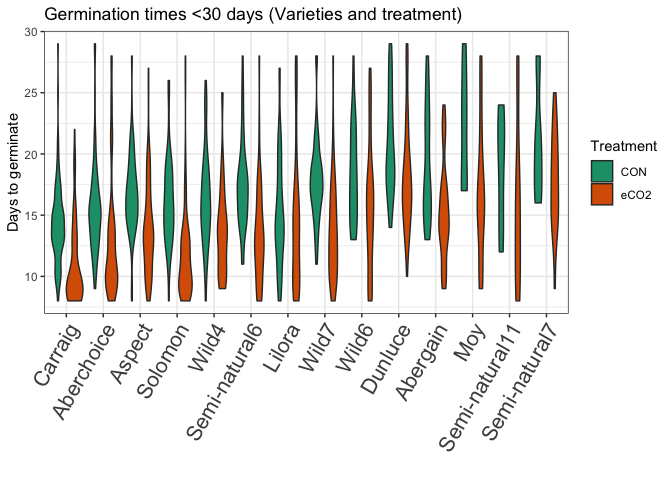 Germination times <30 days (Varieties and treatment)
Days to germinate
30
25
20
15
10
Carraig
Aberchoice
Aspect
Solomon
Wild4
Semi-natural6
Lilora
Wild7
Wild6
Dunluce
Abergain
Moy
Semi-natural11
Semi-natural7
Treatment
CON
eCO2